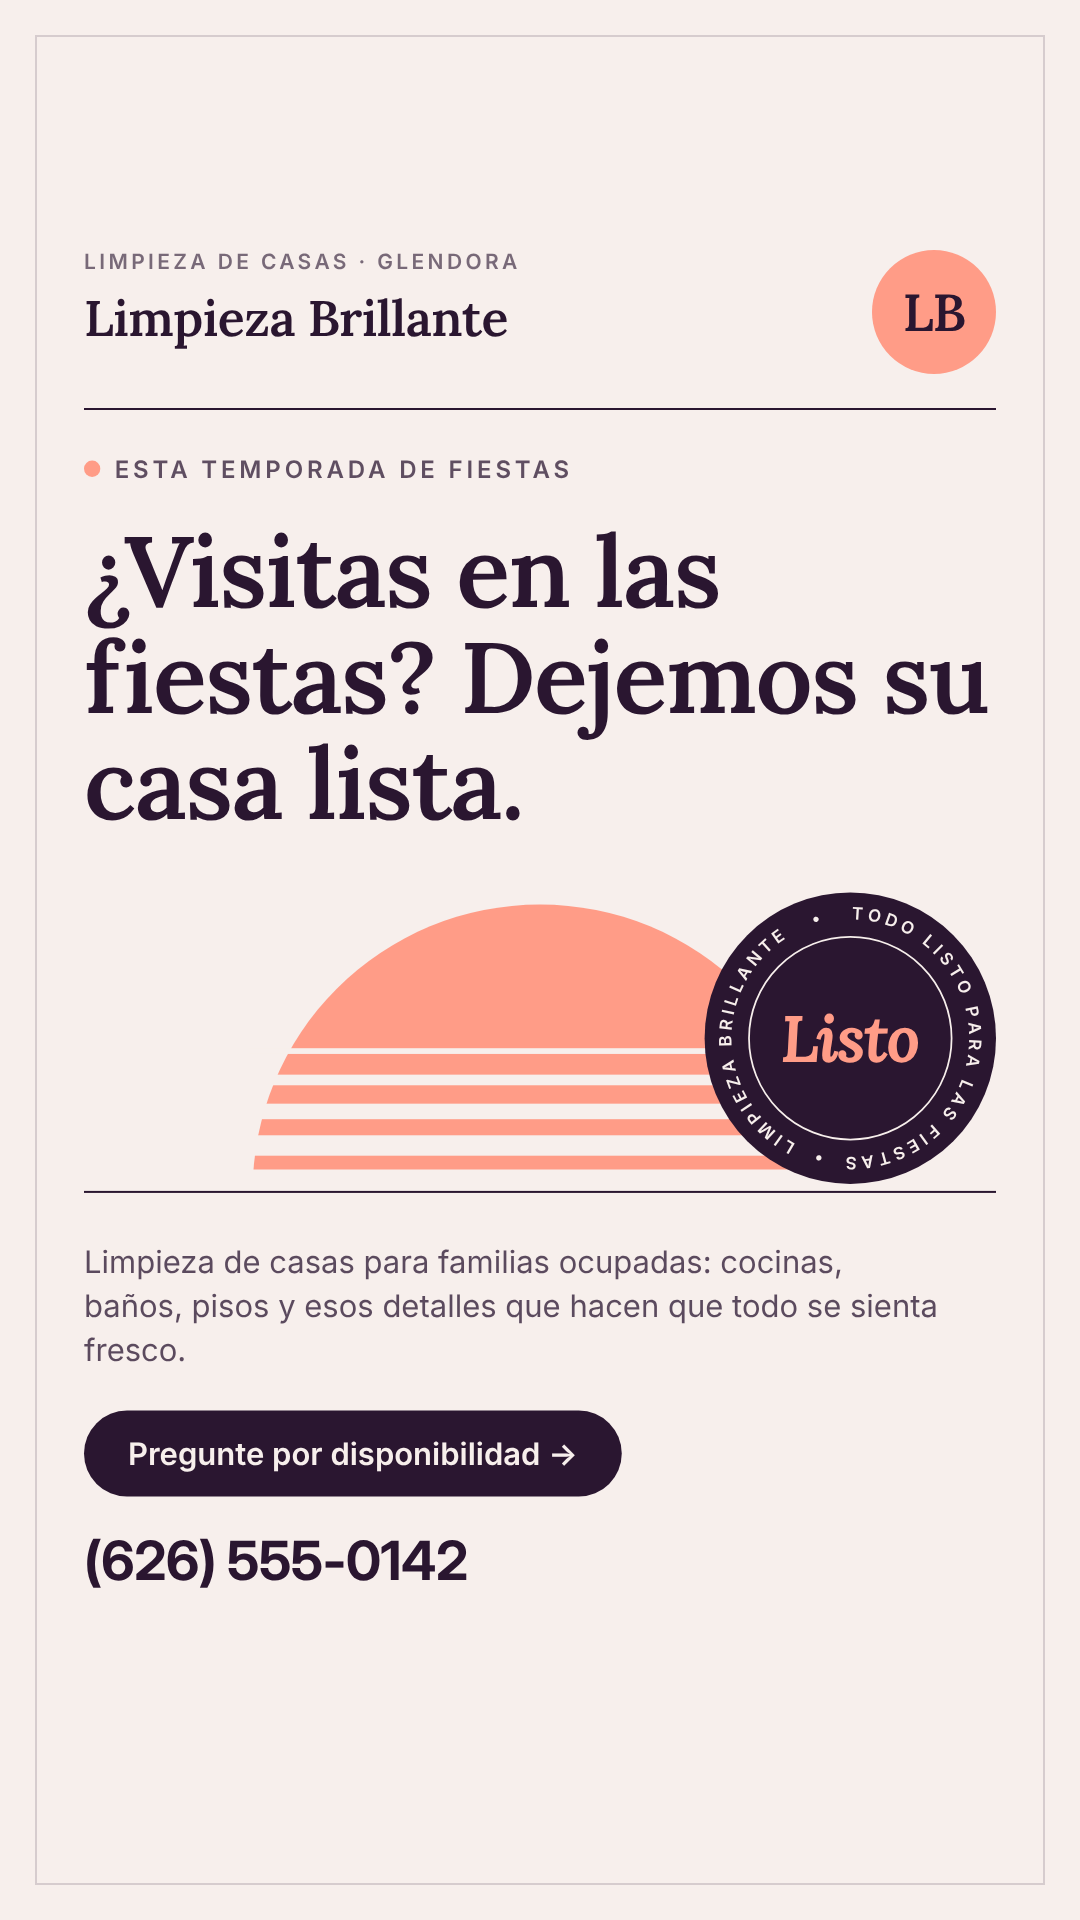 LIMPIEZA DE CASAS · GLENDORA
Limpieza Brillante
LB
ESTA TEMPORADA DE FIESTAS
¿Visitas en las
fiestas? Dejemos su
casa lista.
TODO LISTO PARA LAS FIESTAS • LIMPIEZA BRILLANTE •
Listo
Limpieza de casas para familias ocupadas: cocinas,
baños, pisos y esos detalles que hacen que todo se sienta
fresco.
Pregunte por disponibilidad →
(626) 555-0142